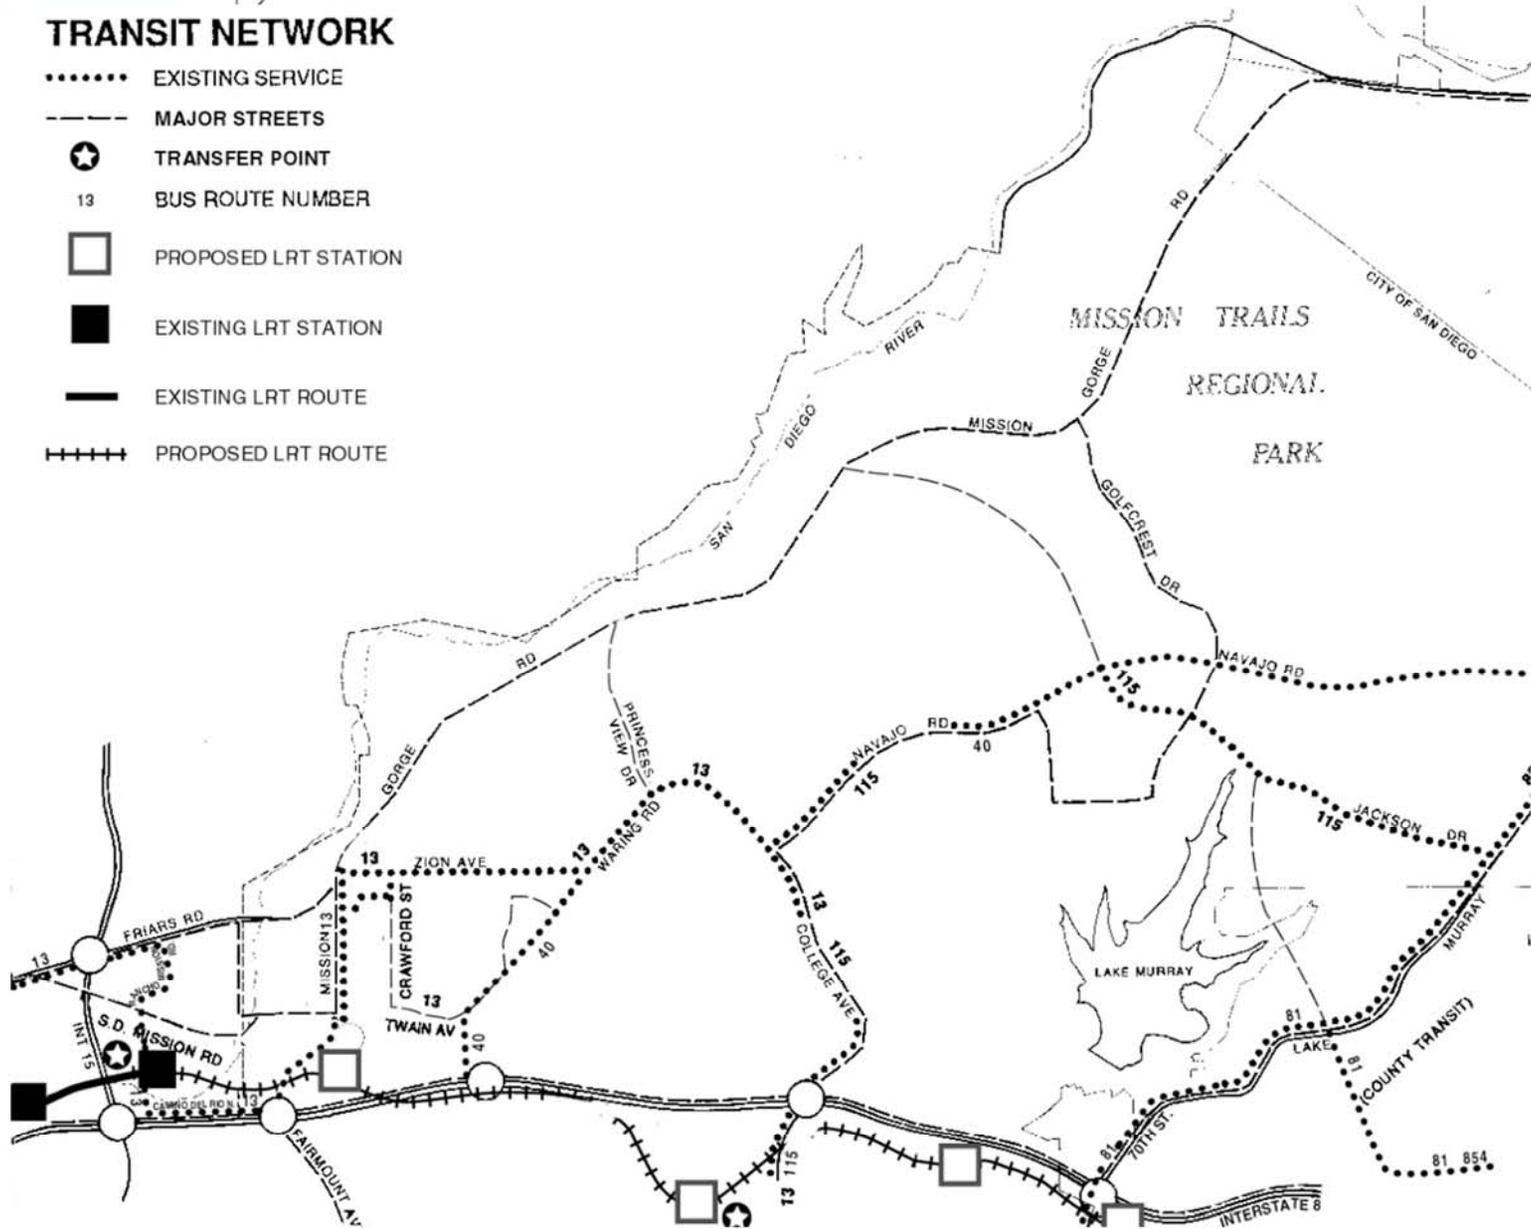 TRANSIT NETWORK
EXISTING SERVICE
MAJOR STREETS
TRANSFER POINT
13 BUS ROUTE NUMBER
PROPOSED LRT STATION
EXISTING LRT STATION
EXISTING LRT ROUTE
PROPOSED LRT ROUTE
RD
CITY OF SAN DIEGO
MISSION TRAILS
REGIONAL
PARK
RIVER
GORGE
DIEGO
MISSION
SAN
GOLFCREST
DR
RD
NAVAJO RD
115
PRINCESS
VIEW DR
NAVAJO RD
40
GORGE
13
115
WARING RD
JACKSON DR
115
13
ZION AVE
13
CRAWFORD ST
MISSION
13
FRIARS RD
13
40
13
COLLEGE AVE
115
MURRAY
LAKE MURRAY
13
TWAIN AV
S.D. MISSION RD
INT 15
40
81
LAKE
81
(COUNTY TRANSIT)
13
CAMINO DEL RIO N.
13
FAIRMOUNT AV
115
13
81
70TH ST.
81 854
INTERSTATE 8